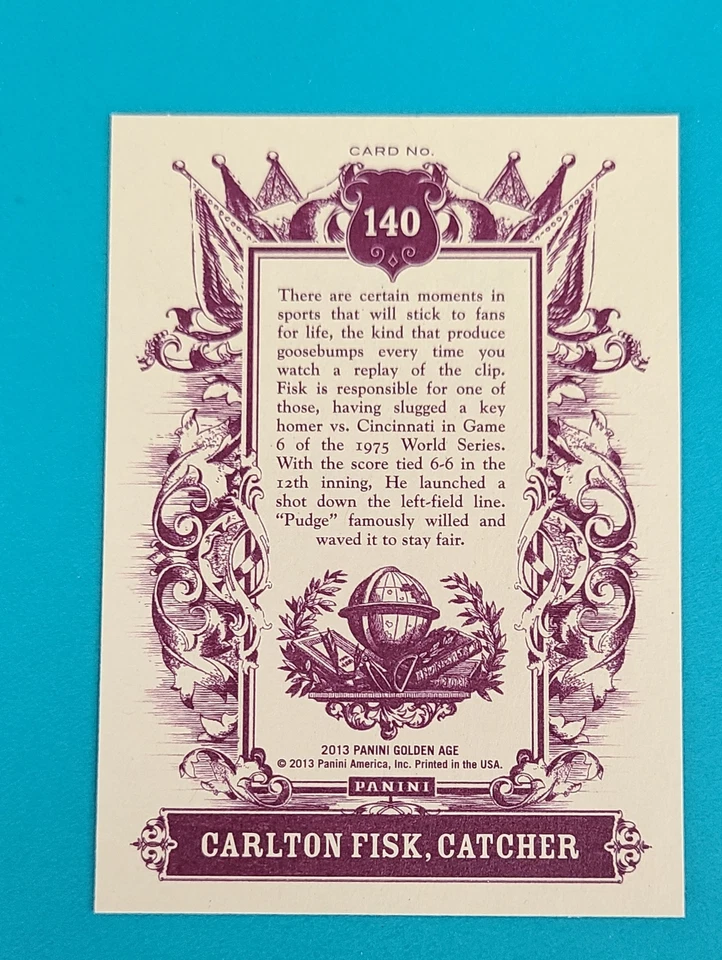 CARD No.
140
There are certain moments in
sports that will stick to fans
for life, the kind that produce
goosebumps every time you
watch a replay of the clip.
Fisk is responsible for one of
those, having slugged a key
homer vs. Cincinnati in Game
6 of the 1975 World Series.
With the score tied 6-6 in the
12th inning, He launched a
shot down the left-field line.
“Pudge” famously willed and
waved it to stay fair.
2013 PANINI GOLDEN AGE
© 2013 Panini America, Inc. Printed in the USA.
PANINI
CARLTON FISK, CATCHER